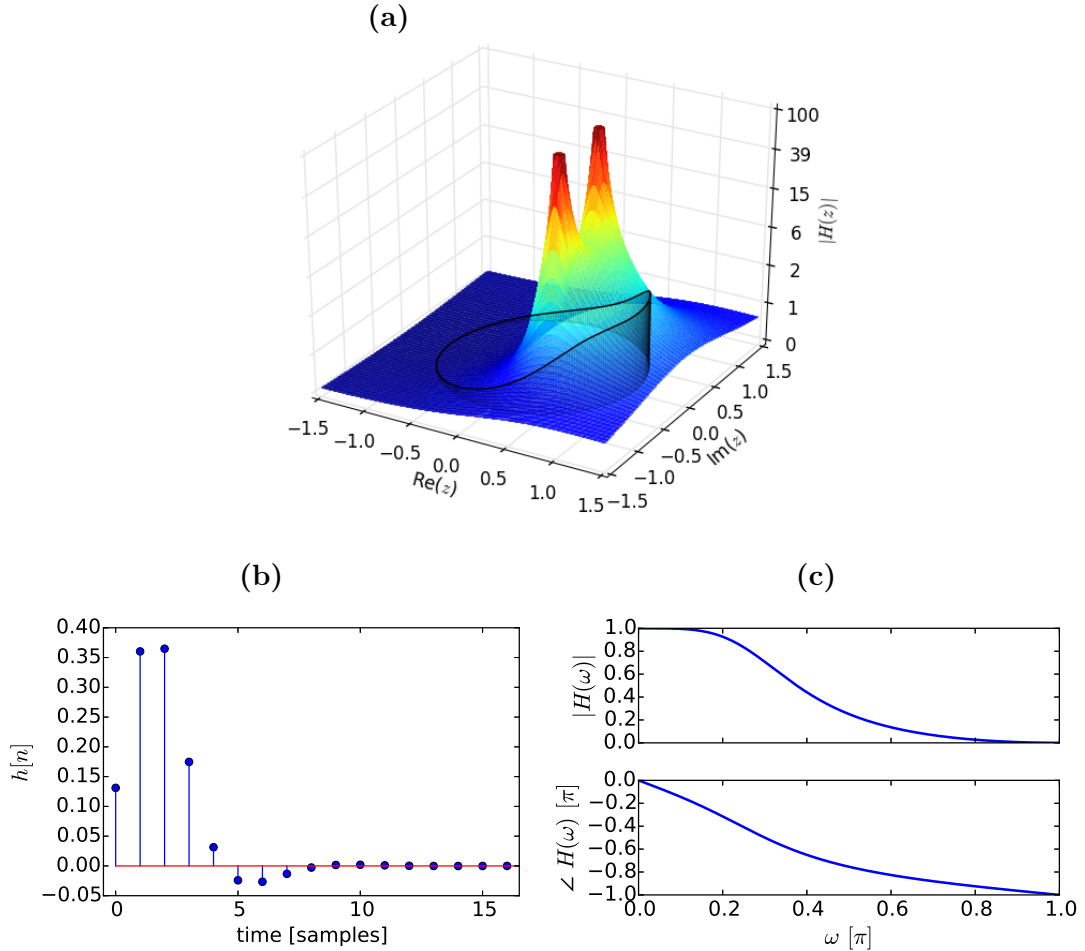 (a)
100
39
15
6
2
1
0
|H(z)|
−1.5 −1.0 −0.5 0.0 0.5 1.0 1.5
Re(z)
−1.5 −1.0 −0.5 0.0 0.5 1.0 1.5
Im(z)
(b)
0.40
0.35
0.30
0.25
0.20
0.15
0.10
0.05
0.00
−0.05
h[n]
0 5 10 15
time [samples]
(c)
1.0
0.8
0.6
0.4
0.2
0.0
|H(ω)|
0.0
−0.2
−0.4
−0.6
−0.8
−1.0
∠ H(ω) [π]
0.0 0.2 0.4 0.6 0.8 1.0
ω [π]